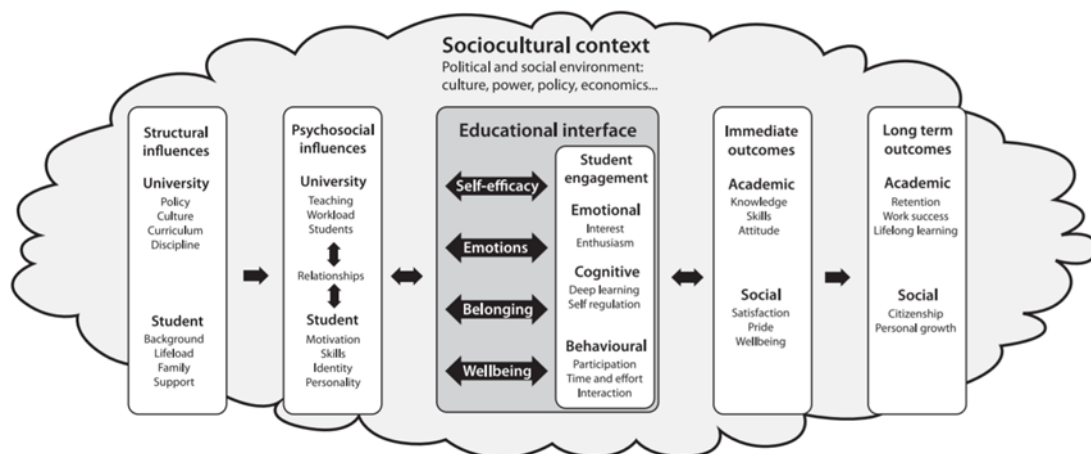 Sociocultural context
Political and social environment:
culture, power, policy, economics...
Structural
influences
University
Policy
Culture
Curriculum
Discipline
Student
Background
Lifeload
Family
Support
Psychosocial
influences
University
Teaching
Workload
Students
Relationships
Student
Motivation
Skills
Identity
Personality
Educational interface
Self-efficacy
Emotions
Belonging
Wellbeing
Student
engagement
Emotional
Interest
Enthusiasm
Cognitive
Deep learning
Self regulation
Behavioural
Participation
Time and effort
Interaction
Immediate
outcomes
Academic
Knowledge
Skills
Attitude
Social
Satisfaction
Pride
Wellbeing
Long term
outcomes
Academic
Retention
Work success
Lifelong learning
Social
Citizenship
Personal growth